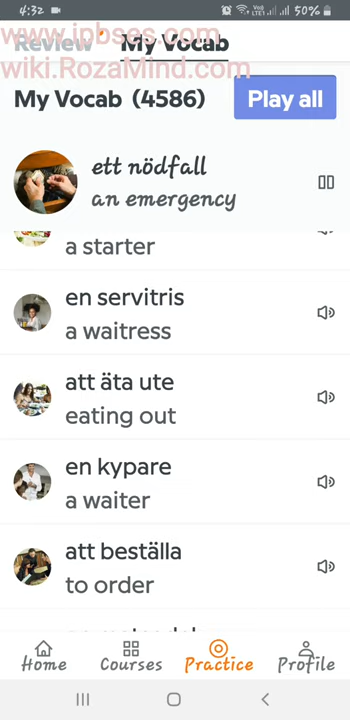 4:32
50%
www.ipbses.com
Review My Vocab
wiki.RozaMind.com
My Vocab (4586)
Play all
ett nödfall
an emergency
a starter
en servitris
a waitress
att äta ute
eating out
en kypare
a waiter
att beställa
to order
Home Courses Practice Profile